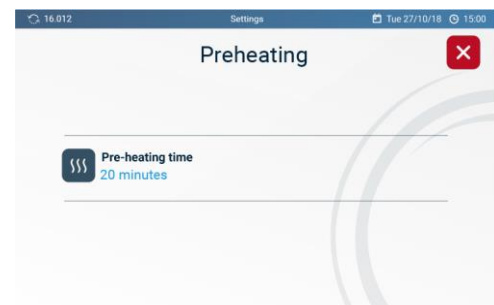 16.012 Settings Tue 27/10/18 15:00
Preheating
Pre-heating time
20 minutes